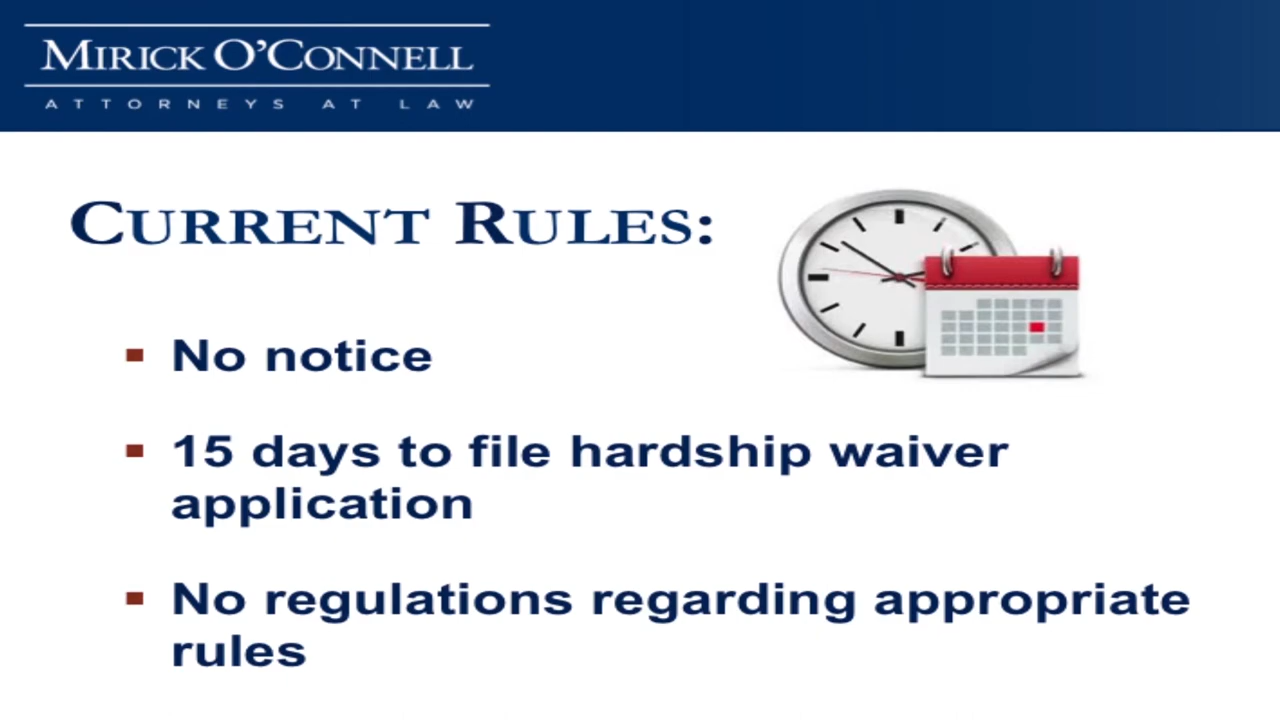 MIRICK O'CONNELL
ATTORNEYS AT LAW
CURRENT RULES:
No notice
15 days to file hardship waiver
application
No regulations regarding appropriate
rules